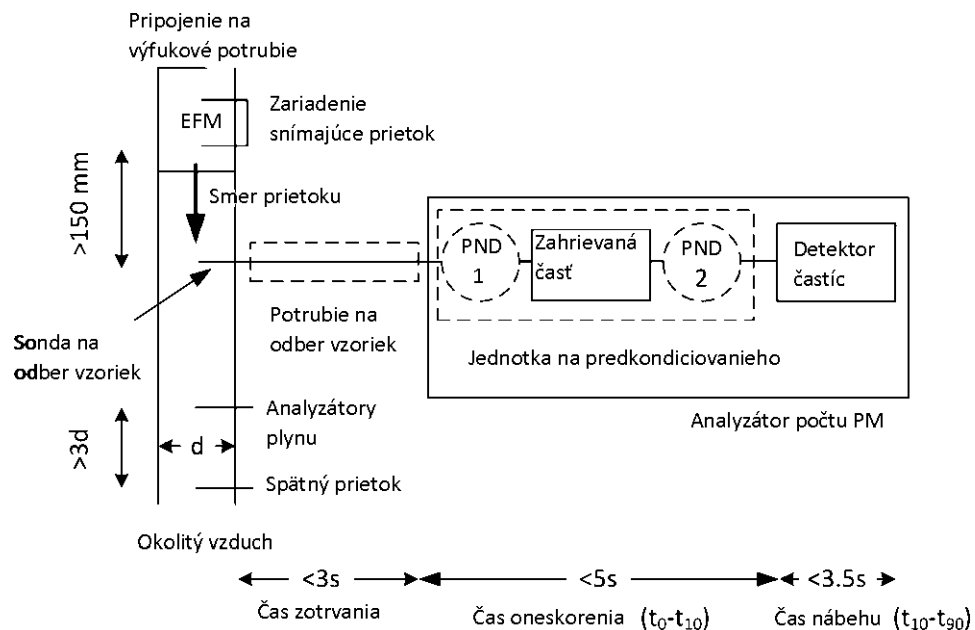 Pripojenie na
výfukové potrubie
EFM
Zariadenie
snímajúce prietok
>150 mm
Smer prietoku
PND
1
Zahrievaná
časť
PND
2
Detektor
častíc
Sonda na
odber vzoriek
Potrubie na
odber vzoriek
Jednotka na predkondiciovanieho
Analyzátor počtu PM
>3d
d
Analyzátory
plynu
Spätný prietok
Okolitý vzduch
<3s
<5s
<3.5s
Čas zotrvania
Čas oneskorenia (t₀-t₁₀)
Čas nábehu (t₁₀-t₉₀)